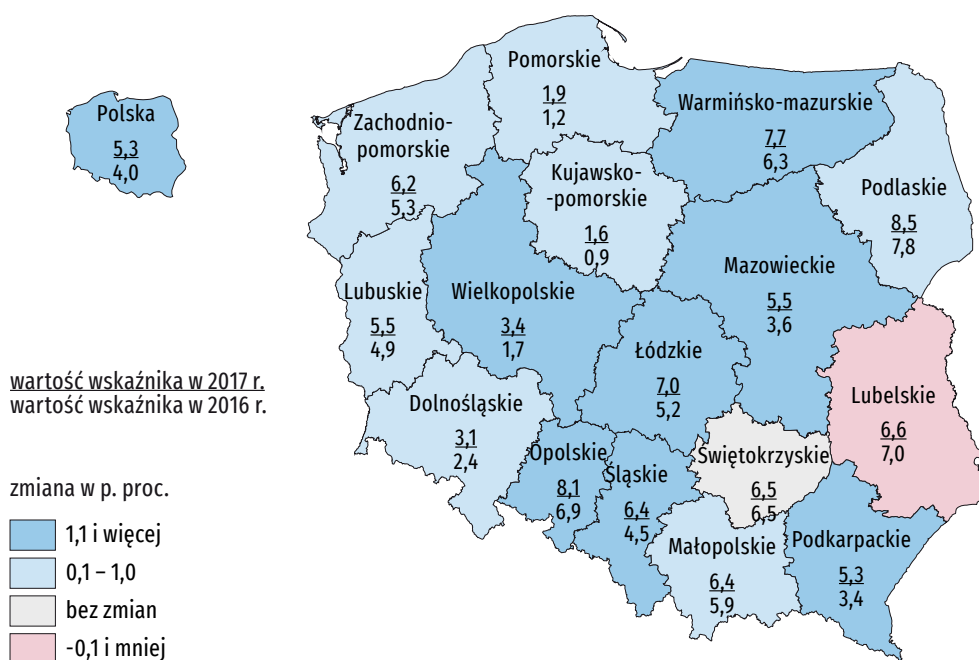 Polska
5,3
4,0
Pomorskie
1,9
1,2
Warmińsko-mazurskie
7,7
6,3
Zachodnio-
pomorskie
6,2
5,3
Kujawsko-
-pomorskie
1,6
0,9
Podlaskie
8,5
7,8
Mazowieckie
5,5
3,6
Lubuskie
5,5
4,9
Wielkopolskie
3,4
1,7
Łódzkie
7,0
5,2
Lubelskie
6,6
7,0
Dolnośląskie
3,1
2,4
Opolskie
8,1
6,9
Śląskie
6,4
4,5
Świętokrzyskie
6,5
6,5
Małopolskie
6,4
5,9
Podkarpackie
5,3
3,4
wartość wskaźnika w 2017 r.
wartość wskaźnika w 2016 r.
zmiana w p. proc.
1,1 i więcej
0,1 – 1,0
bez zmian
-0,1 i mniej